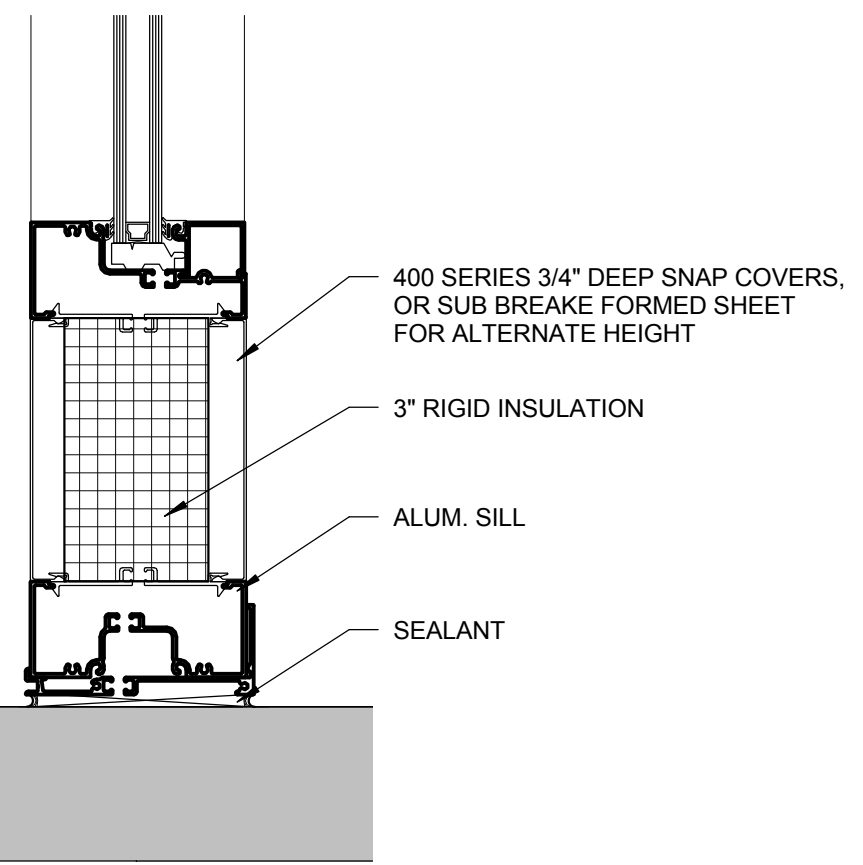 400 SERIES 3/4" DEEP SNAP COVERS,
OR SUB BREAKE FORMED SHEET
FOR ALTERNATE HEIGHT
3" RIGID INSULATION
ALUM. SILL
SEALANT